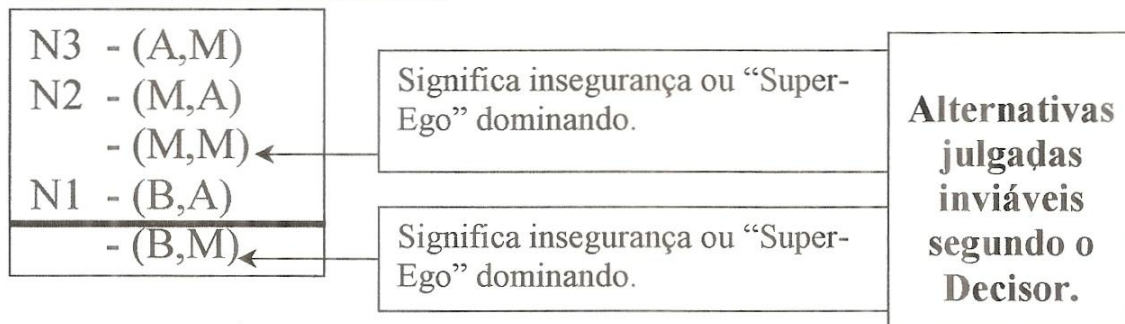 N3 - (A,M)
N2 - (M,A)
- (M,M)
N1 - (B,A)
- (B,M)
Significa insegurança ou “Super-
Ego” dominando.
Significa insegurança ou “Super-
Ego” dominando.
Alternativas
julgadas
inviáveis
segundo o
Decisor.